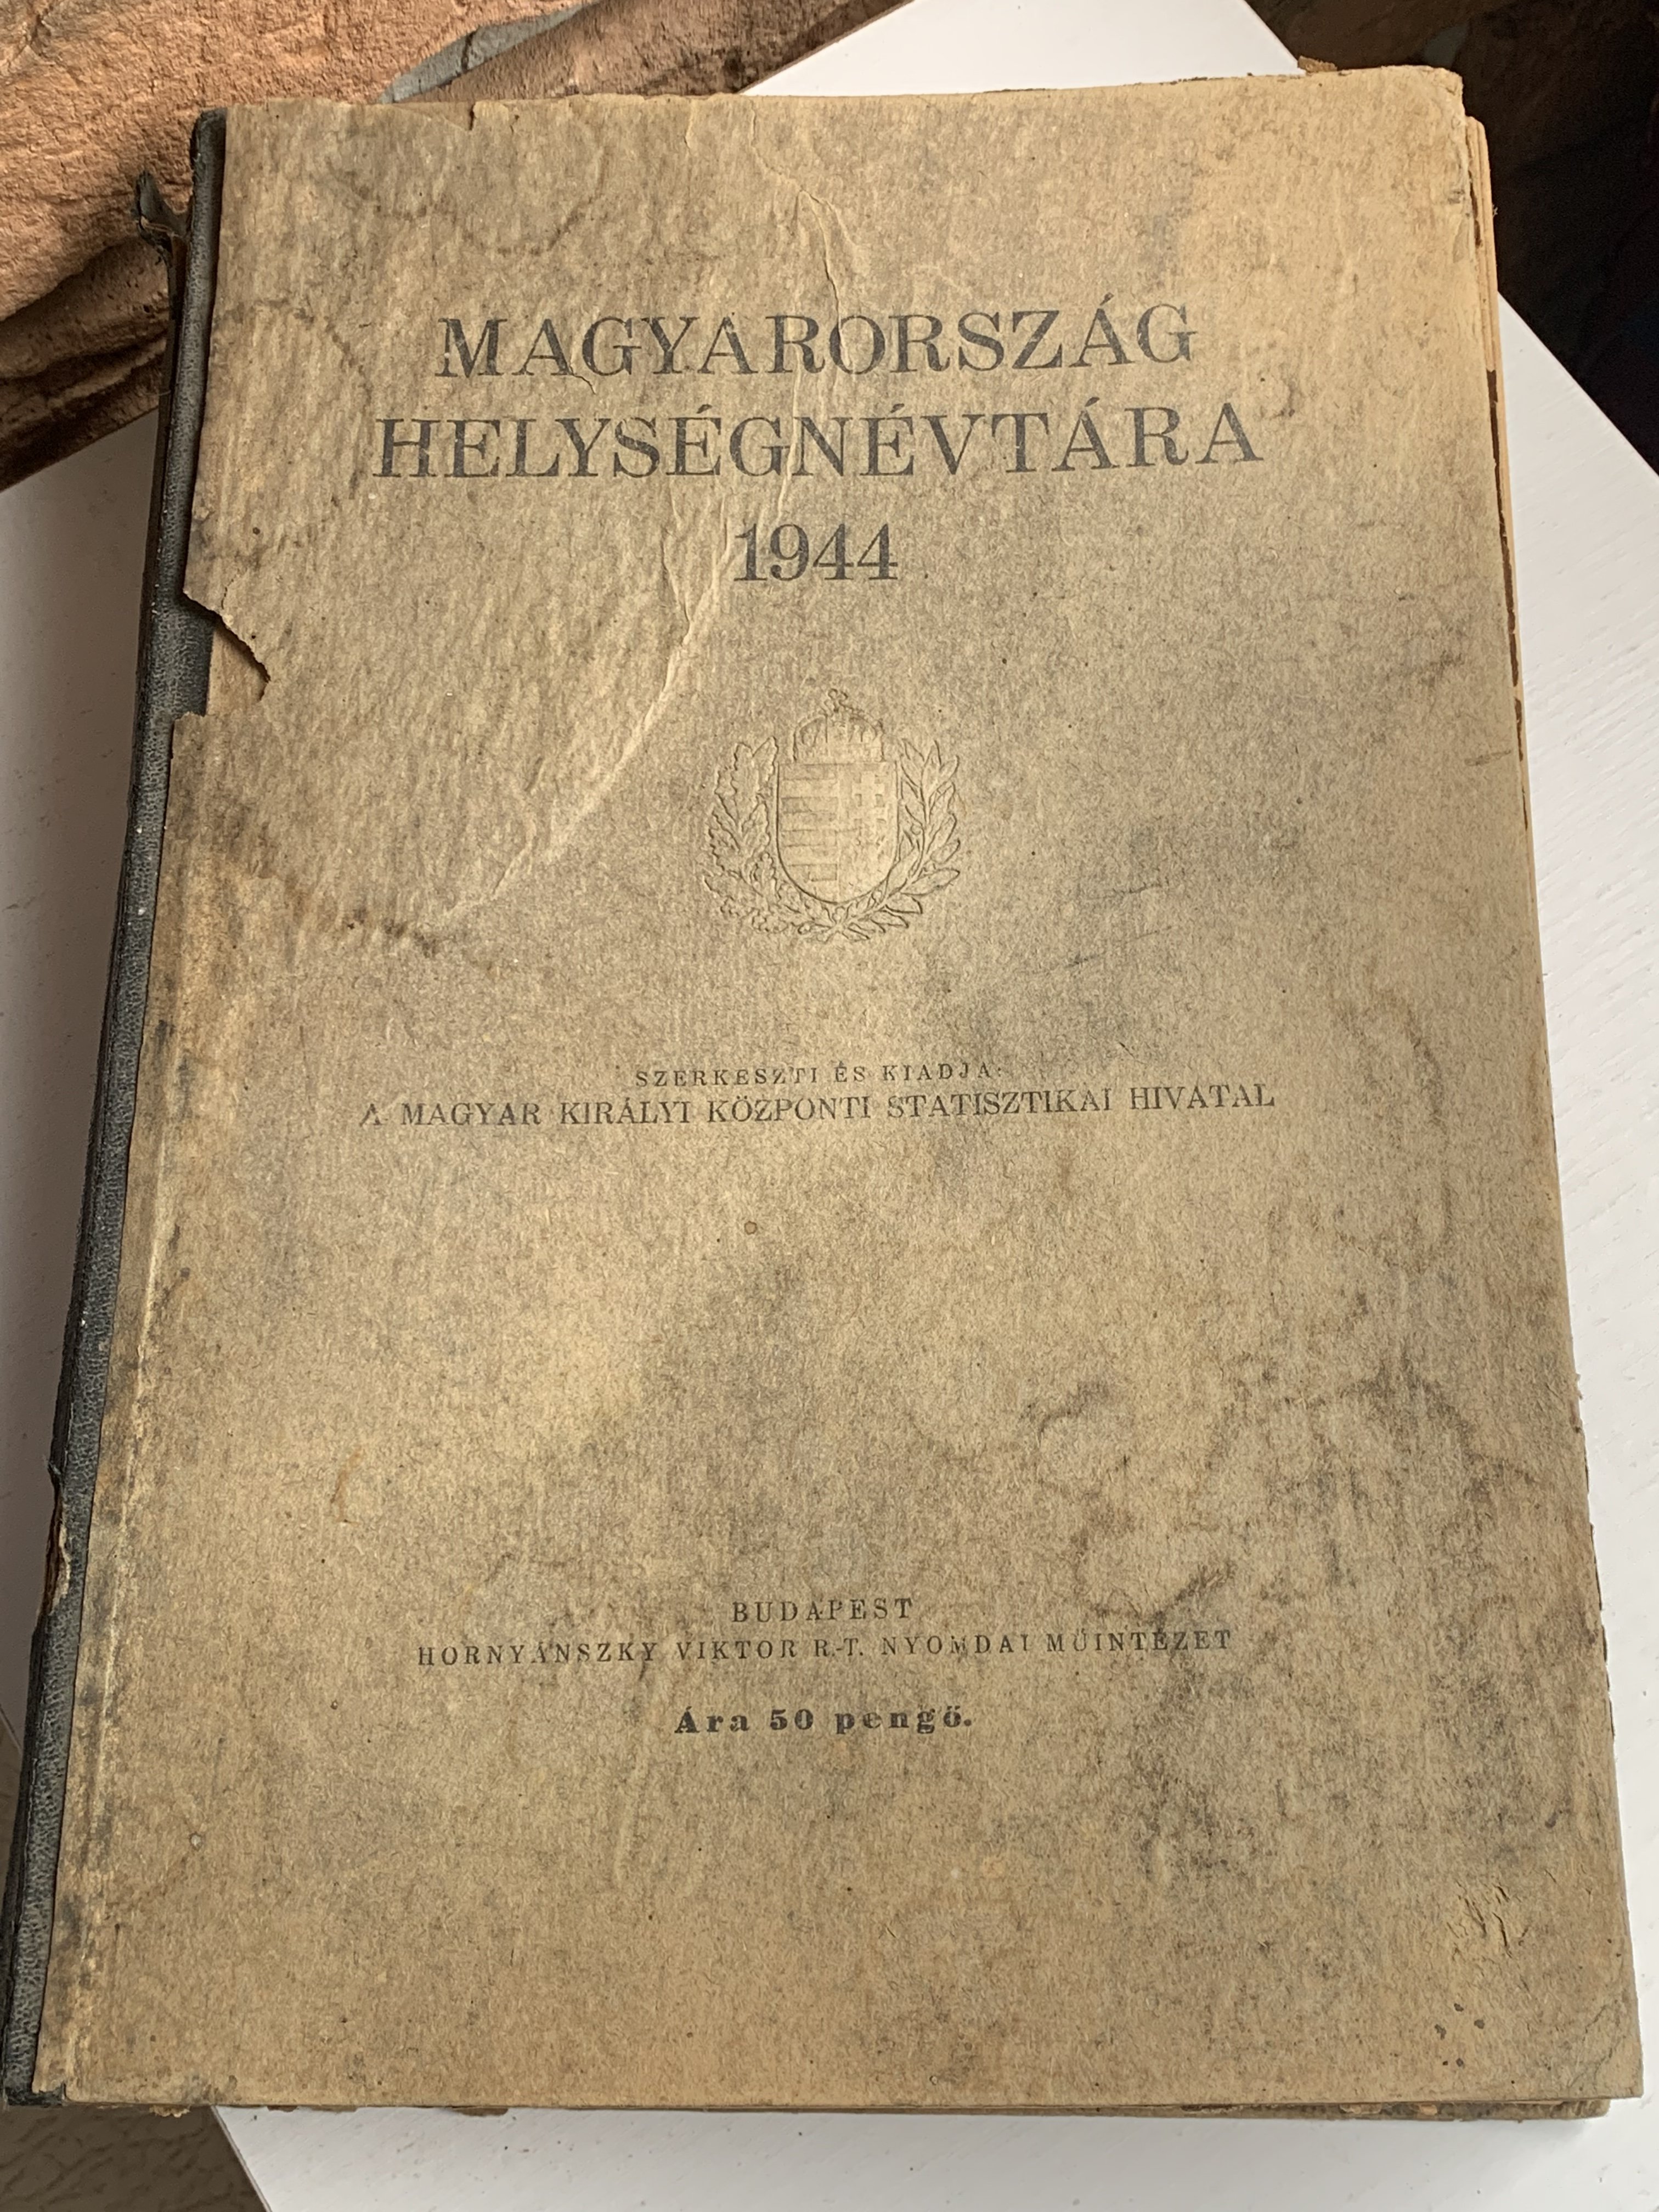 MAGYARORSZÁG
HELYSÉGNÉVTÁRA
1944
SZERKESZTI ÉS KIADJA:
A MAGYAR KIRÁLYI KÖZPONTI STATISZTIKAI HIVATAL
BUDAPEST
HORNYÁNSZKY VIKTOR R.-T. NYOMDAI MŰINTÉZET
Ára 50 pengő.